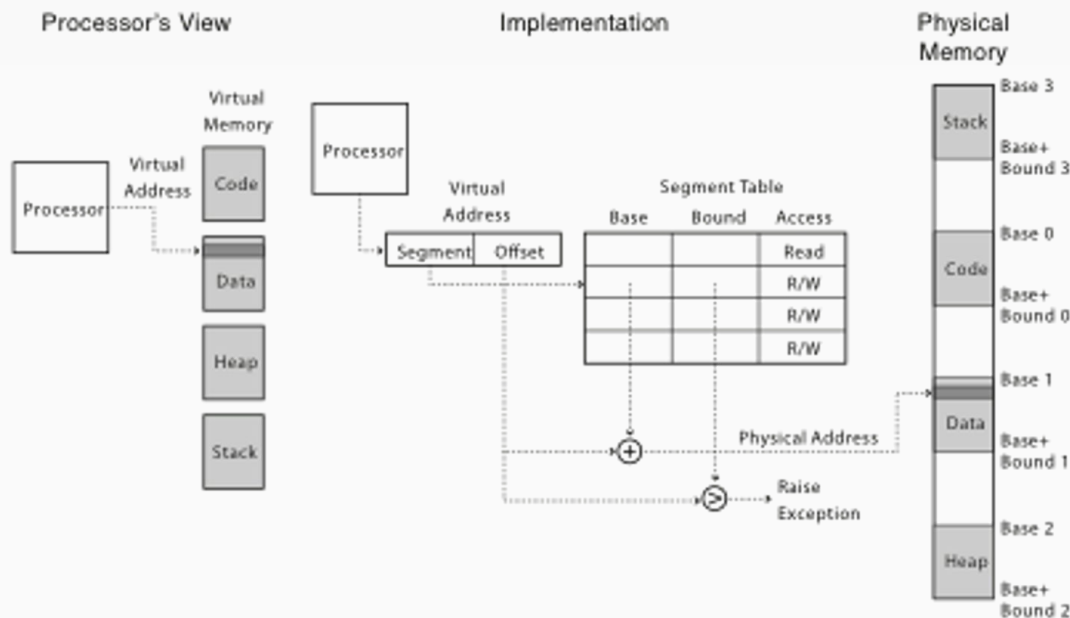 Processor's View
Implementation
Physical
Memory
Virtual
Memory
Code
Virtual
Address
Processor
Data
Heap
Stack
Processor
Virtual
Address
Segment Offset
Segment Table
Base Bound Access
Read
R/W
R/W
R/W
Physical Address
Raise
Exception
Base 3
Stack
Base+
Bound 3
Base 0
Code
Base+
Bound 0
Base 1
Data
Base+
Bound 1
Base 2
Heap
Base+
Bound 2